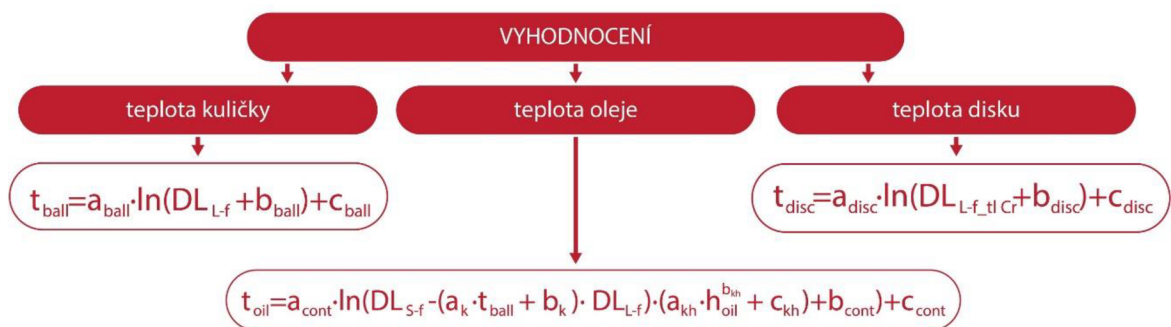 VYHODNOCENÍ
teplota kuličky
teplota oleje
teplota disku
t_ball=a_ball·ln(DL_L-f +b_ball)+c_ball
t_disc=a_disc·ln(DL_L-f_tl Cr+b_disc)+c_disc
t_oil=a_cont·ln(DL_S-f -(a_k·t_ball + b_k)· DL_L-f)·(a_kh·h_oil^b_kh + c_kh)+b_cont)+c_cont